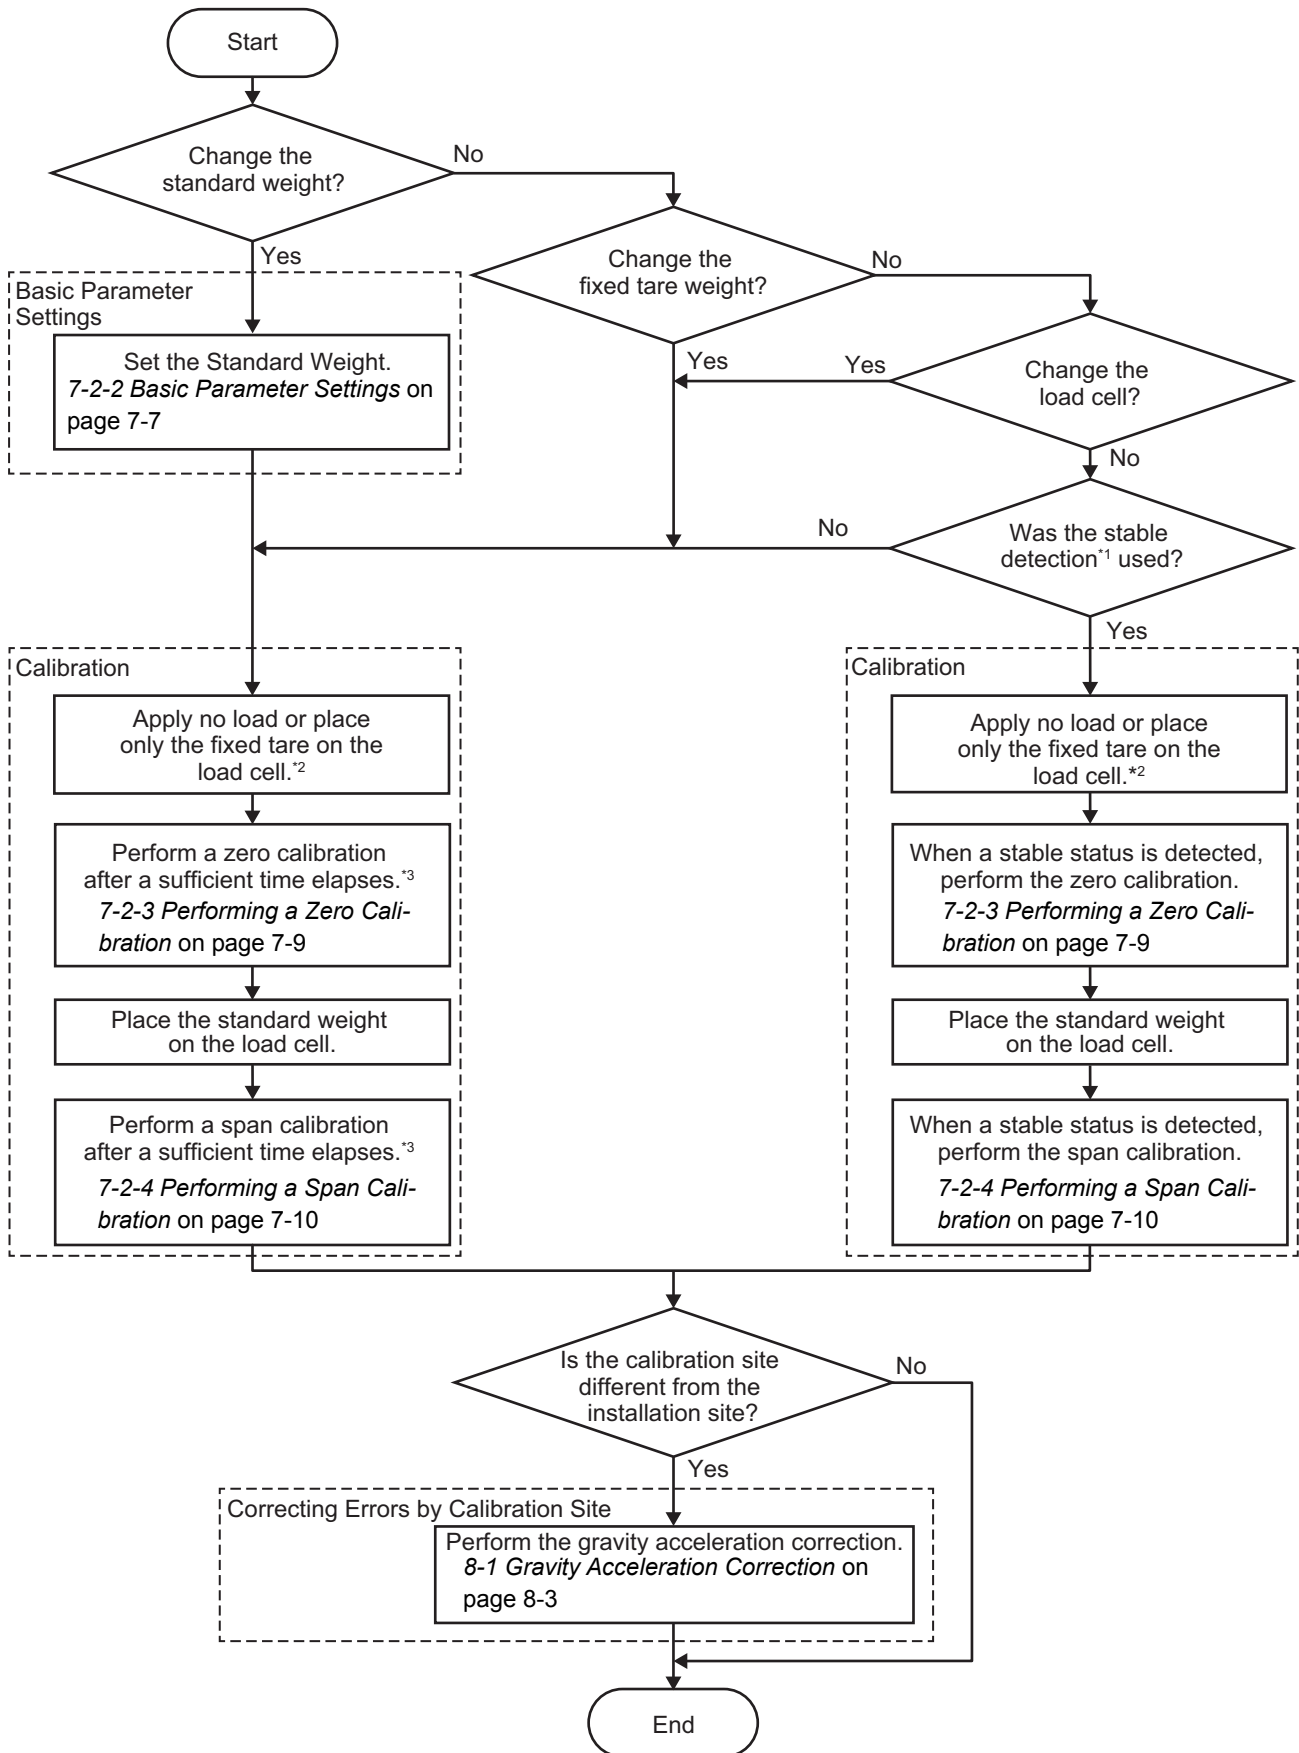 Start
Change the
standard weight?
No
Yes
Change the
fixed tare weight?
No
Yes
Basic Parameter
Settings
Set the Standard Weight.
7-2-2 Basic Parameter Settings on
page 7-7
Change the
load cell?
Yes
No
Was the stable
detection*1 used?
No
Yes
Calibration
Apply no load or place
only the fixed tare on the
load cell.*2
Perform a zero calibration
after a sufficient time elapses.*3
7-2-3 Performing a Zero Cali-
bration on page 7-9
Place the standard weight
on the load cell.
Perform a span calibration
after a sufficient time elapses.*3
7-2-4 Performing a Span Cali-
bration on page 7-10
Calibration
Apply no load or place
only the fixed tare on the
load cell.*2
When a stable status is detected,
perform the zero calibration.
7-2-3 Performing a Zero Cali-
bration on page 7-9
Place the standard weight
on the load cell.
When a stable status is detected,
perform the span calibration.
7-2-4 Performing a Span Cali-
bration on page 7-10
Is the calibration site
different from the
installation site?
No
Yes
Correcting Errors by Calibration Site
Perform the gravity acceleration correction.
8-1 Gravity Acceleration Correction on
page 8-3
End